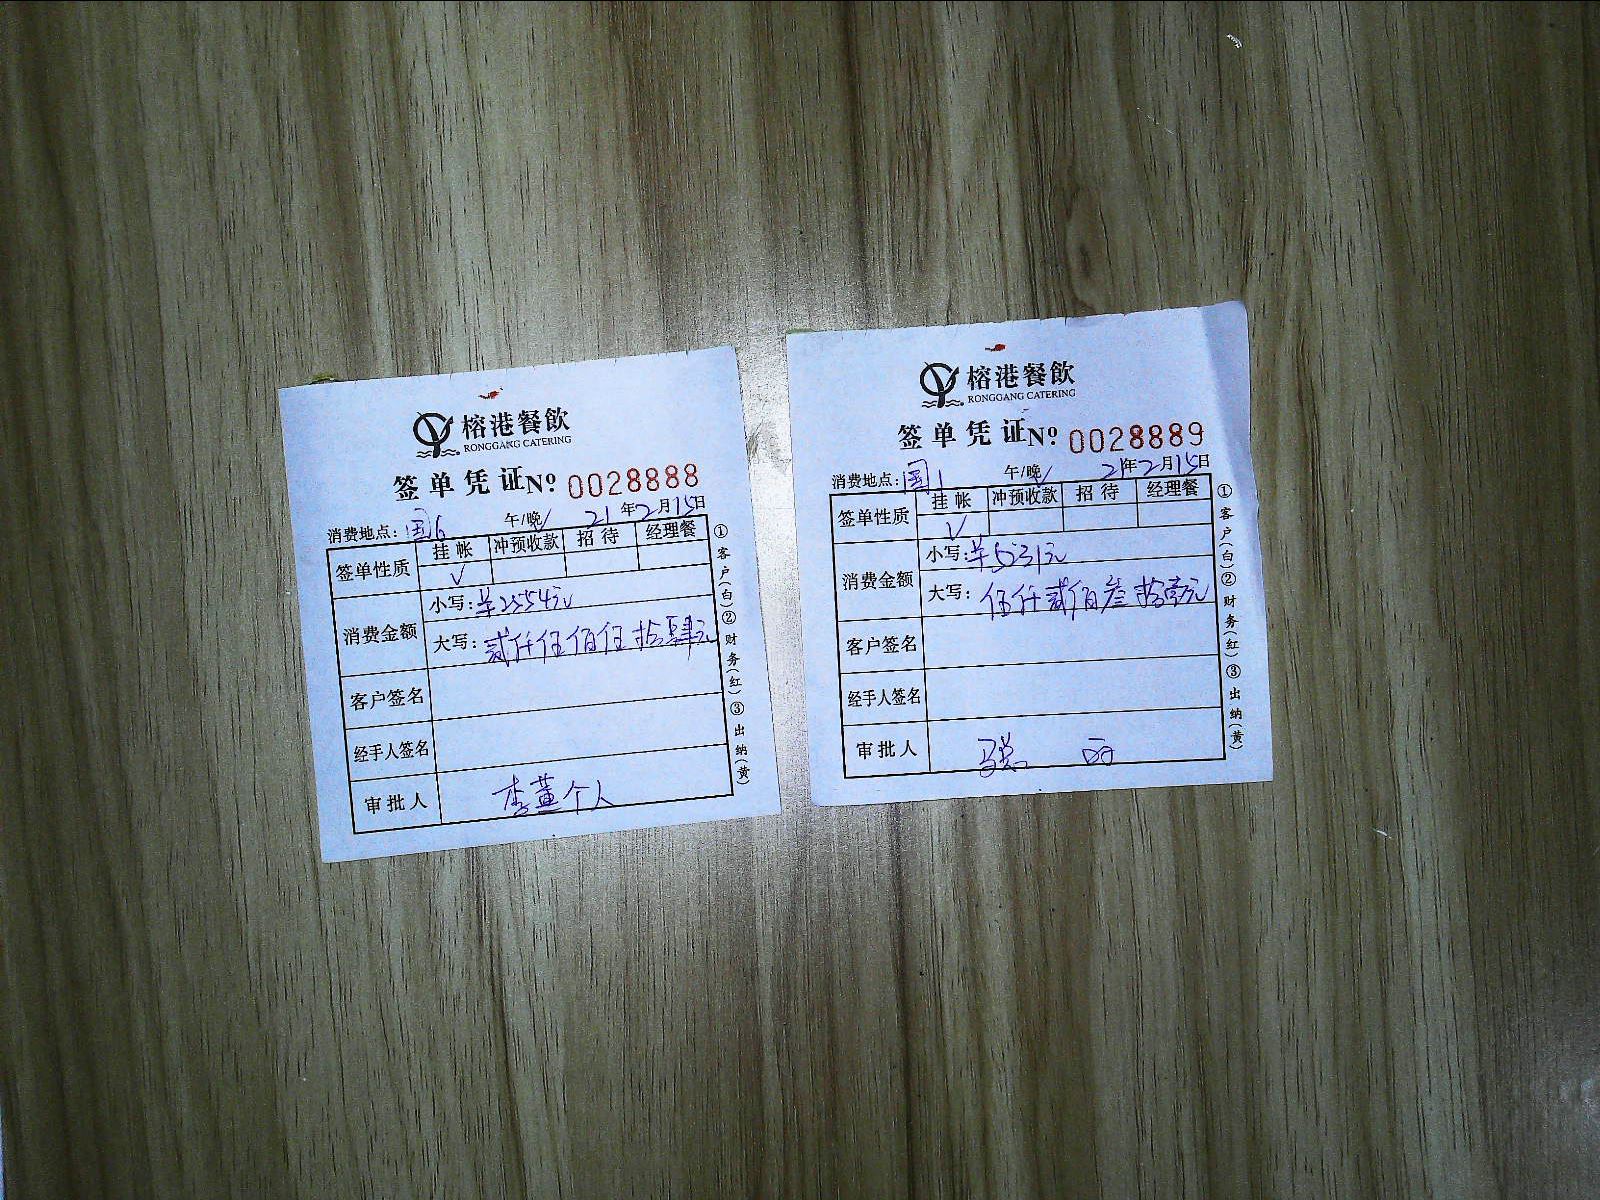 榕港餐飲
RONGGANG CATERING
签单凭证Nº 0028888
消费地点：国6 午/晚√ 21年2月15日
签单性质 挂帐 冲预收款 招待 经理餐
√
消费金额 小写：¥2554元
大写：贰仟伍佰伍拾肆元
客户签名
经手人签名
审批人 李董个人
①客户(白)②财务(红)③出纳(黄)
榕港餐飲
RONGGANG CATERING
签单凭证Nº 0028889
消费地点：国1 午/晚√ 21年2月15日
签单性质 挂帐 冲预收款 招待 经理餐
√
消费金额 小写：¥5231元
大写：伍仟贰佰叁拾壹元
客户签名
经手人签名
审批人
①客户(白)②财务(红)③出纳(黄)